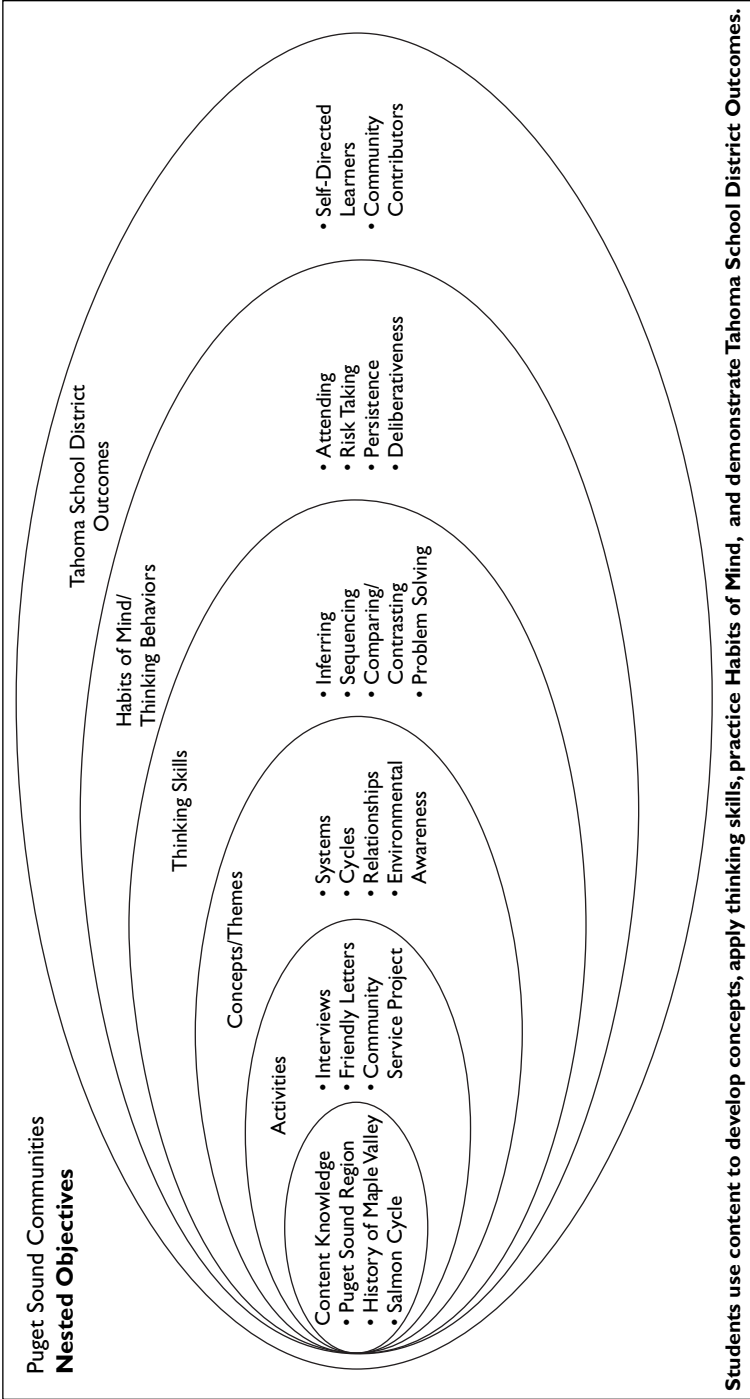 Puget Sound Communities
Nested Objectives
Content Knowledge
• Puget Sound Region
• History of Maple Valley
• Salmon Cycle
Activities
• Interviews
• Friendly Letters
• Community
Service Project
Concepts/Themes
• Systems
• Cycles
• Relationships
• Environmental
Awareness
Thinking Skills
• Inferring
• Sequencing
• Comparing/
Contrasting
• Problem Solving
Habits of Mind/
Thinking Behaviors
• Attending
• Risk Taking
• Persistence
• Deliberativeness
Tahoma School District
Outcomes
• Self-Directed
Learners
• Community
Contributors
Students use content to develop concepts, apply thinking skills, practice Habits of Mind, and demonstrate Tahoma School District Outcomes.